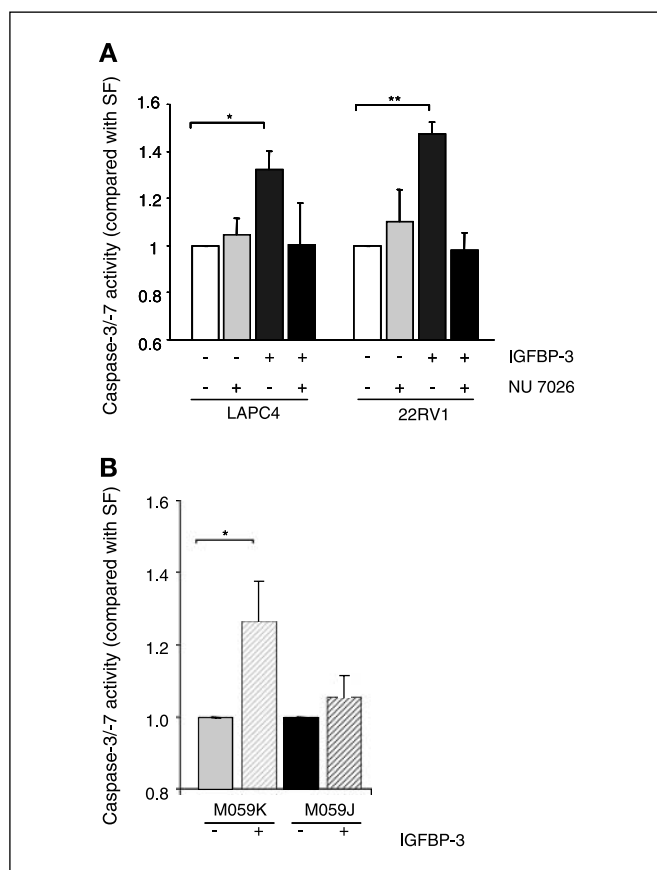 A
Caspase-3/-7 activity (compared with SF)
1.6
1.4
1.2
1
0.8
0.6
*
**
- - + + - - + + IGFBP-3
- + - + - + - + NU 7026
LAPC4 22RV1
B
Caspase-3/-7 activity (compared with SF)
1.6
1.4
1.2
1.0
0.8
*
M059K M059J
- + - + IGFBP-3